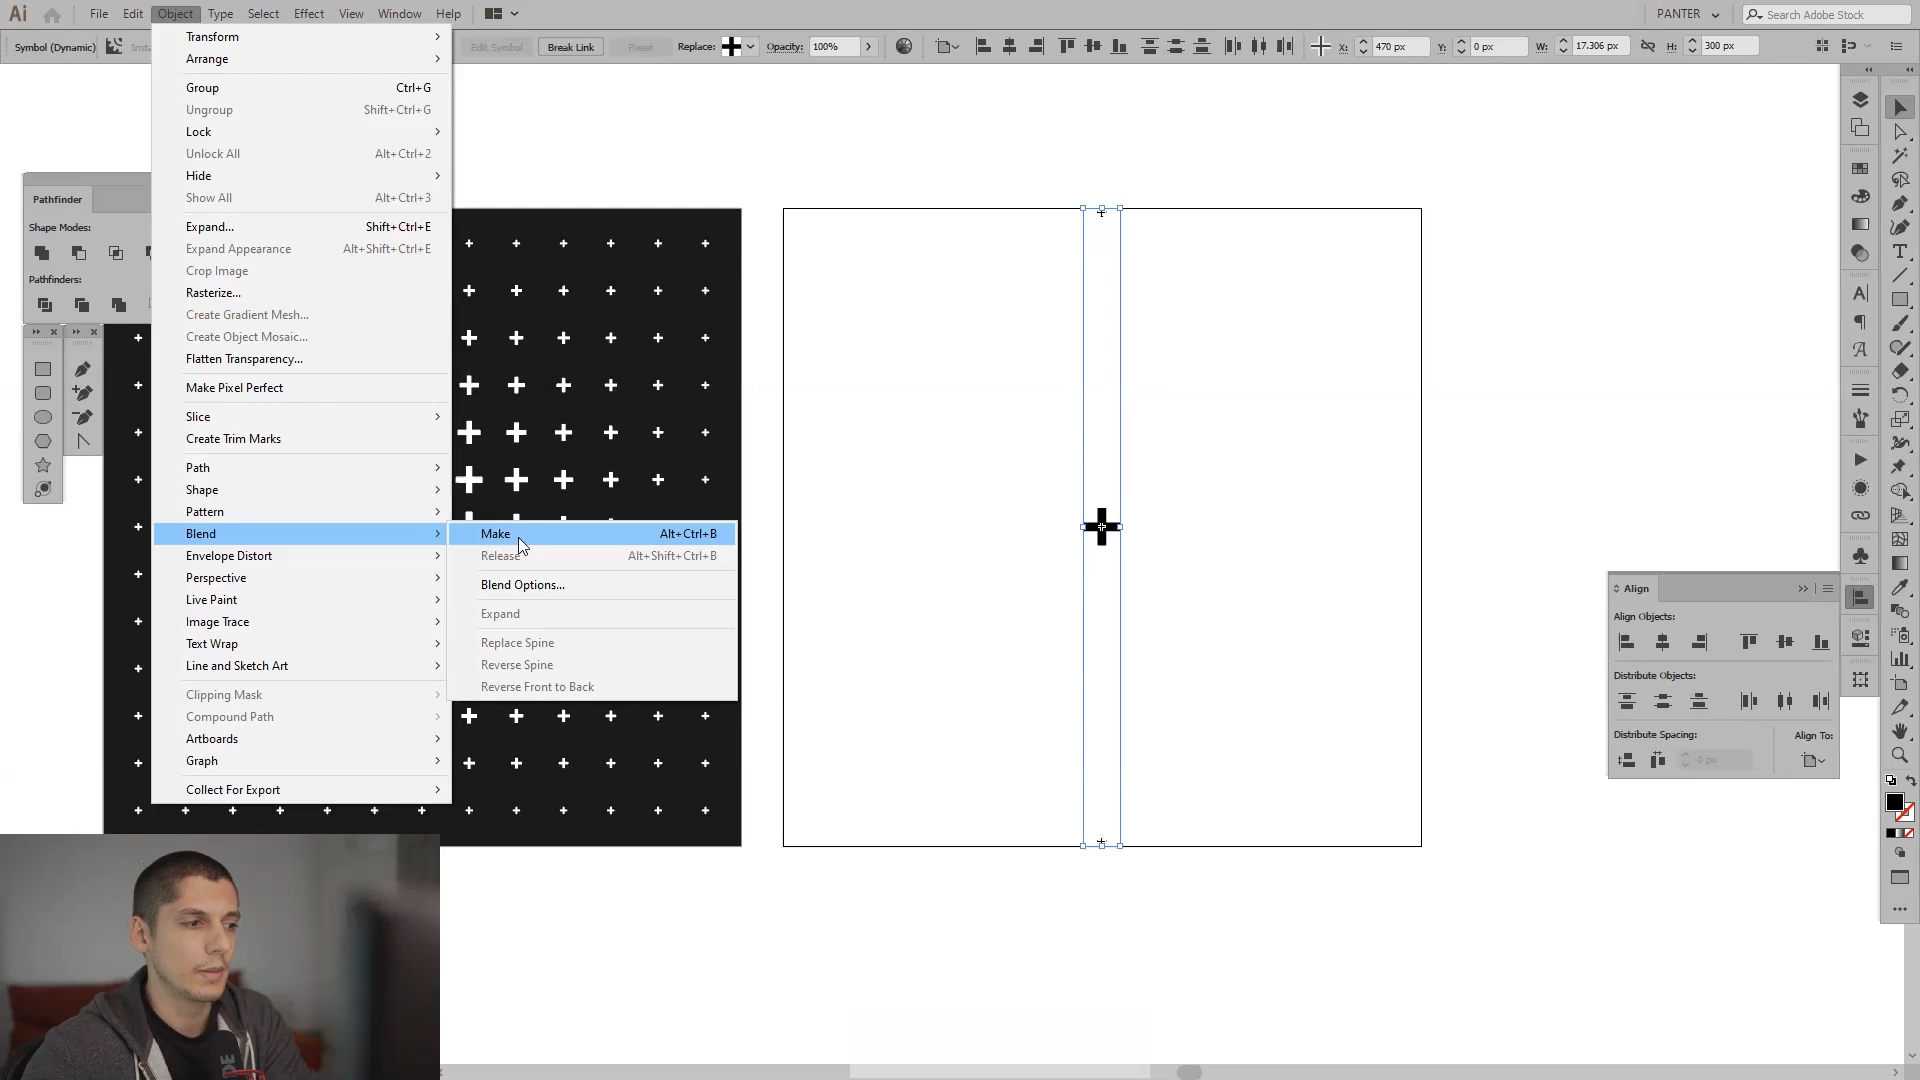 Ai File Edit Object Type Select Effect View Window Help PANTER Search Adobe Stock
Symbol (Dynamic) Edit Symbol Break Link Reset Replace: Opacity: 100% X: 470 px Y: 0 px W: 17.306 px H: 300 px
Transform
Arrange
Group Ctrl+G
Ungroup Shift+Ctrl+G
Lock
Unlock All Alt+Ctrl+2
Hide
Show All Alt+Ctrl+3
Expand... Shift+Ctrl+E
Expand Appearance Alt+Shift+Ctrl+E
Crop Image
Rasterize...
Create Gradient Mesh...
Create Object Mosaic...
Flatten Transparency...
Make Pixel Perfect
Slice
Create Trim Marks
Path
Shape
Pattern
Blend
Envelope Distort
Perspective
Live Paint
Image Trace
Text Wrap
Line and Sketch Art
Clipping Mask
Compound Path
Artboards
Graph
Collect For Export
Make Alt+Ctrl+B
Release Alt+Shift+Ctrl+B
Blend Options...
Expand
Replace Spine
Reverse Spine
Reverse Front to Back
Pathfinder
Shape Modes:
Pathfinders:
Align
Align Objects:
Distribute Objects:
Distribute Spacing: Align To:
0 px